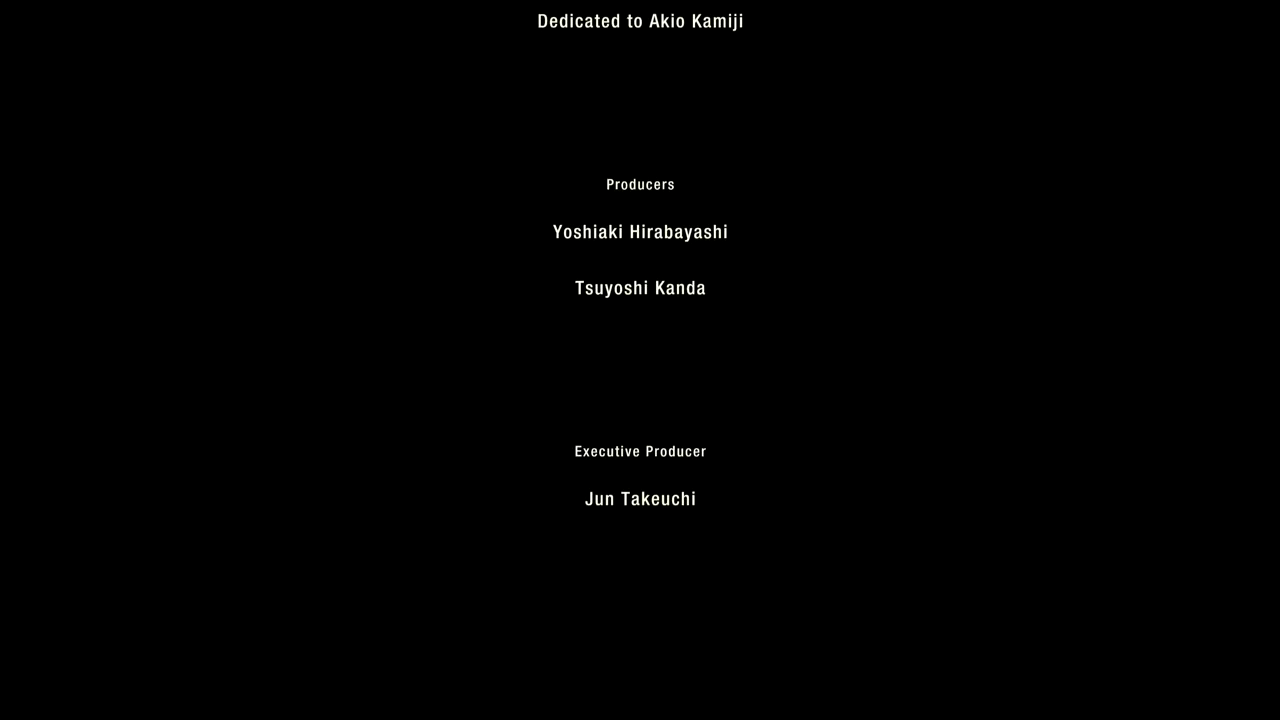 Dedicated to Akio Kamiji
Producers
Yoshiaki Hirabayashi
Tsuyoshi Kanda
Executive Producer
Jun Takeuchi